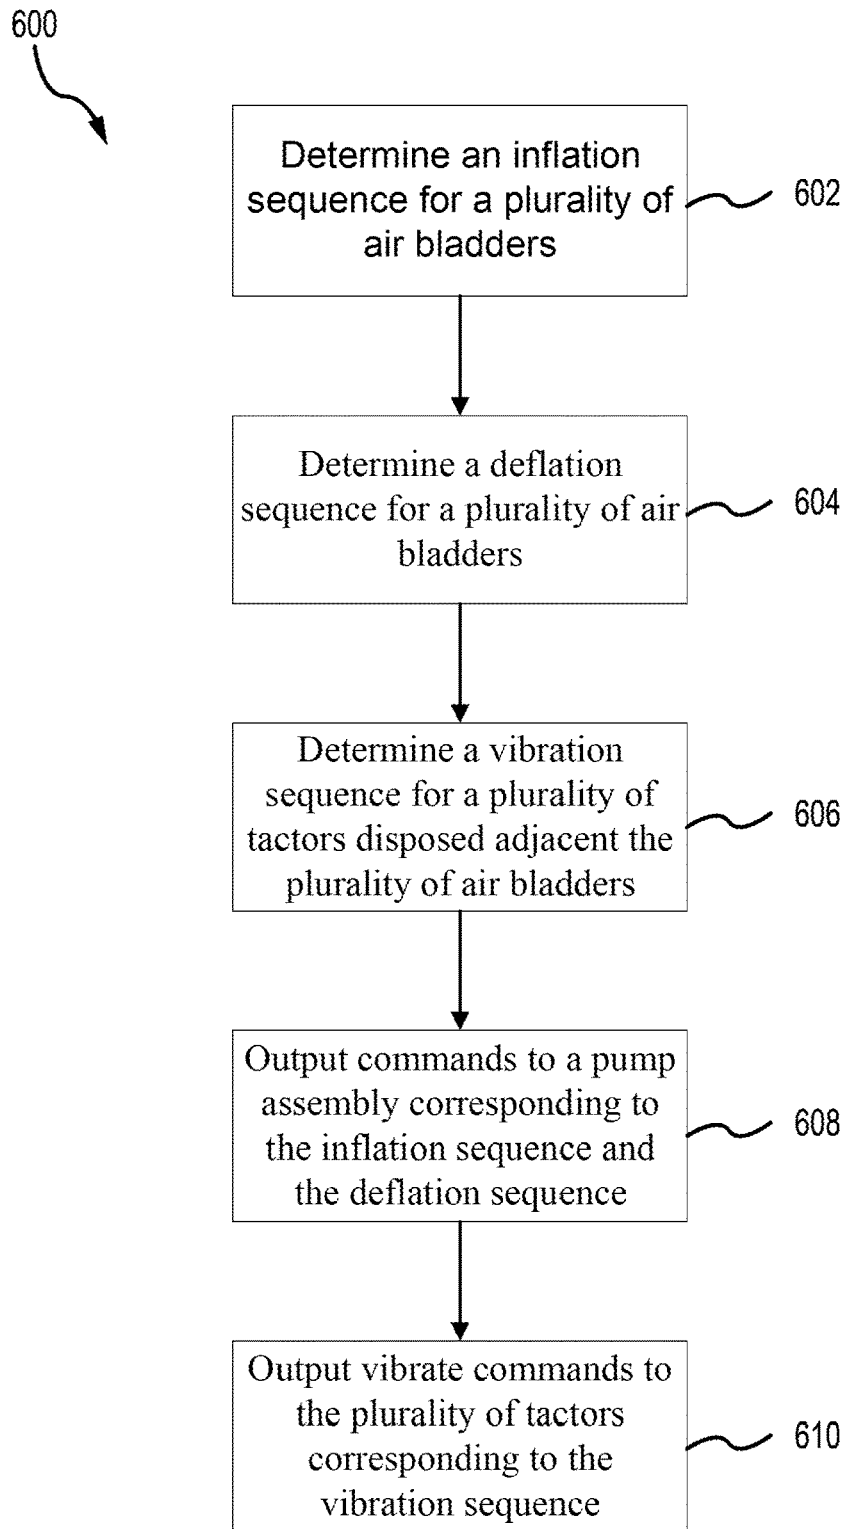 600
Determine an inflation
sequence for a plurality of
air bladders
602
Determine a deflation
sequence for a plurality of air
bladders
604
Determine a vibration
sequence for a plurality of
tactors disposed adjacent the
plurality of air bladders
606
Output commands to a pump
assembly corresponding to
the inflation sequence and
the deflation sequence
608
Output vibrate commands to
the plurality of tactors
corresponding to the
vibration sequence
610